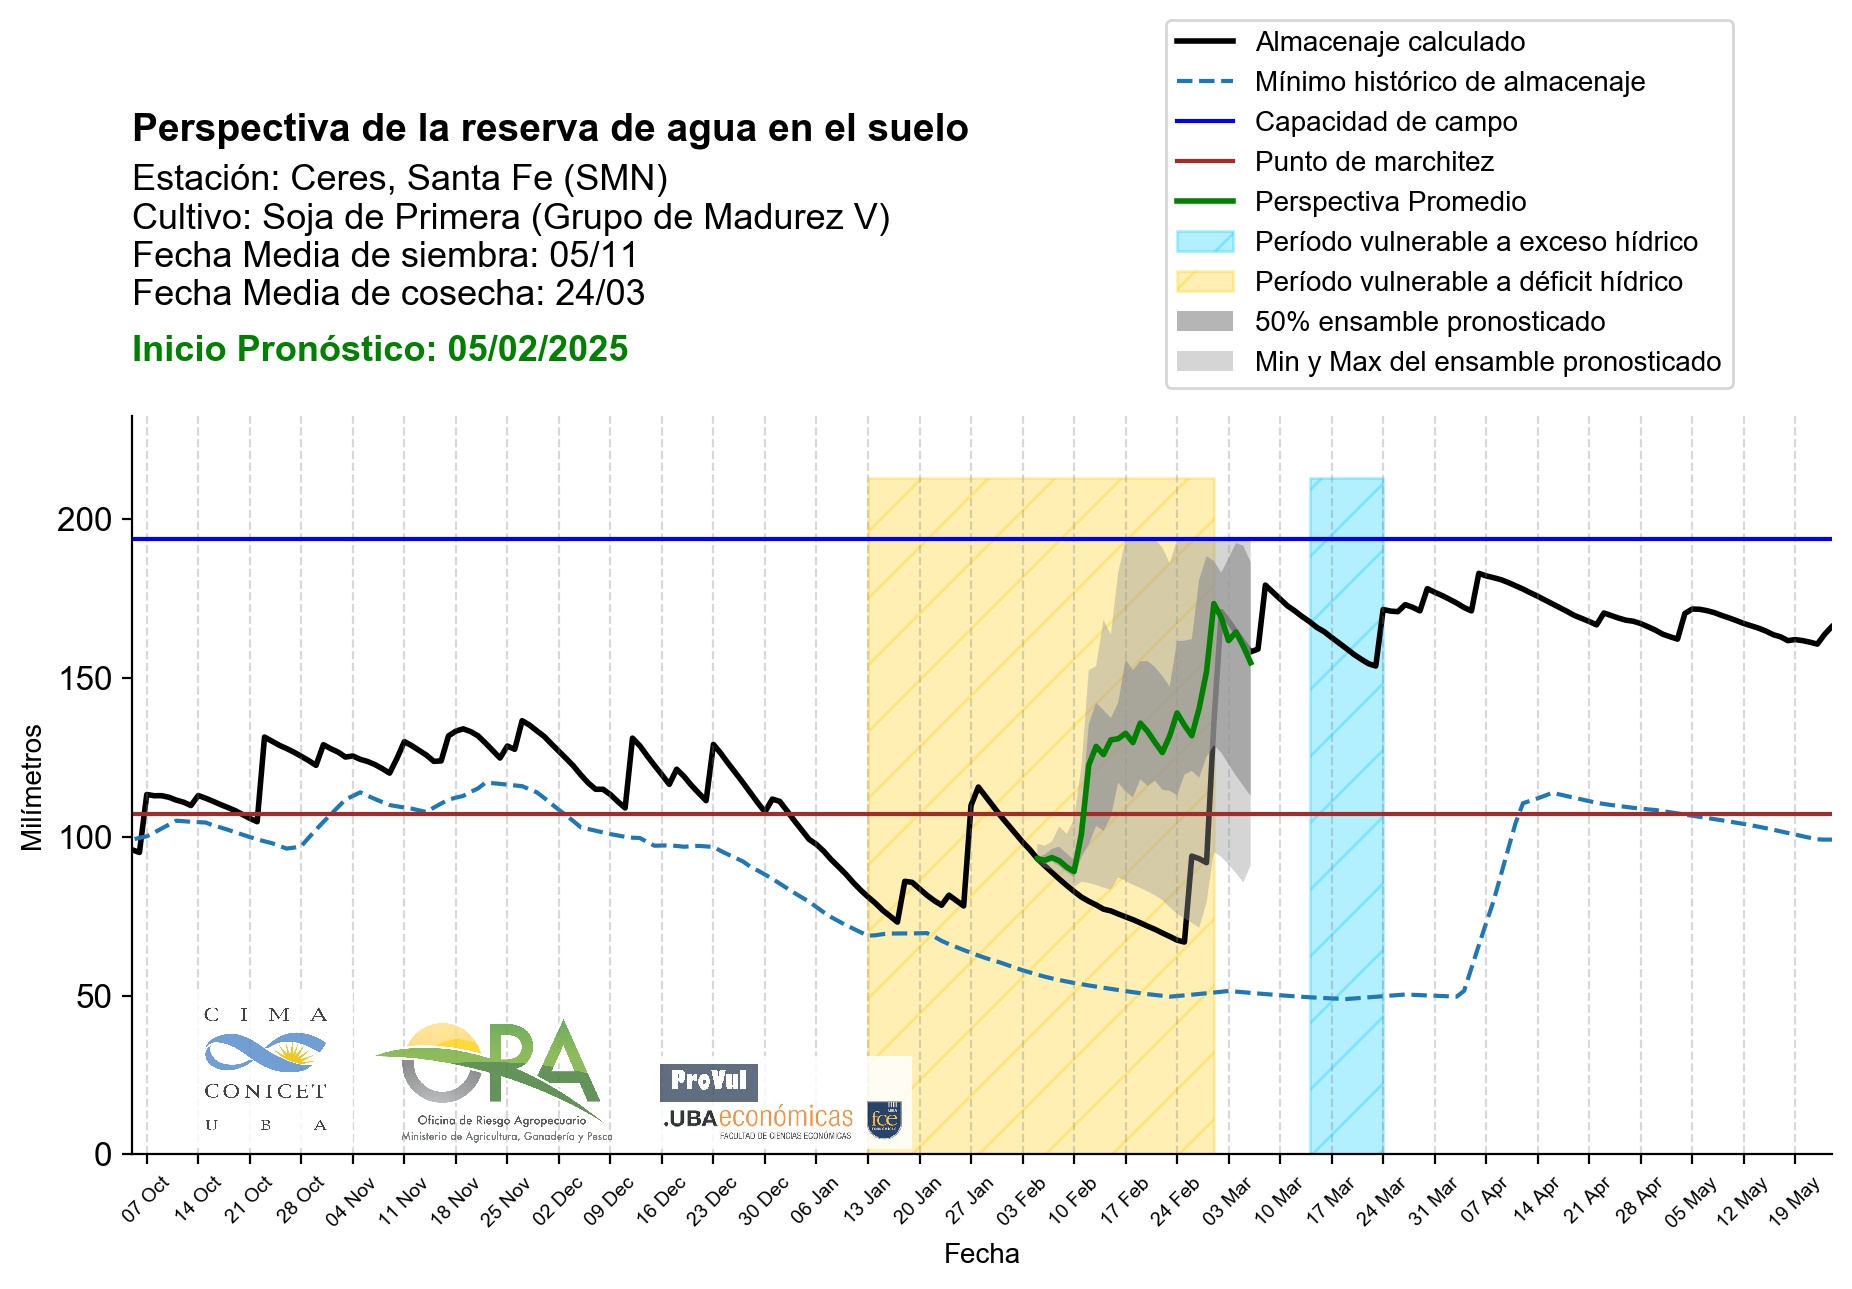 Almacenaje calculado
Mínimo histórico de almacenaje
Capacidad de campo
Punto de marchitez
Perspectiva Promedio
Período vulnerable a exceso hídrico
Período vulnerable a déficit hídrico
50% ensamble pronosticado
Min y Max del ensamble pronosticado
Perspectiva de la reserva de agua en el suelo
Estación: Ceres, Santa Fe (SMN)
Cultivo: Soja de Primera (Grupo de Madurez V)
Fecha Media de siembra: 05/11
Fecha Media de cosecha: 24/03
Inicio Pronóstico: 05/02/2025
Milímetros
200
150
100
50
0
C I M A
CONICET
U B A
ORA
Oficina de Riesgo Agropecuario
Ministerio de Agricultura, Ganadería y Pesca
ProVul
.UBAeconómicas
FACULTAD DE CIENCIAS ECONÓMICAS
UBA
fce
ECONÓMICAS
07 Oct
14 Oct
21 Oct
28 Oct
04 Nov
11 Nov
18 Nov
25 Nov
02 Dec
09 Dec
16 Dec
23 Dec
30 Dec
06 Jan
13 Jan
20 Jan
27 Jan
03 Feb
10 Feb
17 Feb
24 Feb
03 Mar
10 Mar
17 Mar
24 Mar
31 Mar
07 Apr
14 Apr
21 Apr
28 Apr
05 May
12 May
19 May
Fecha